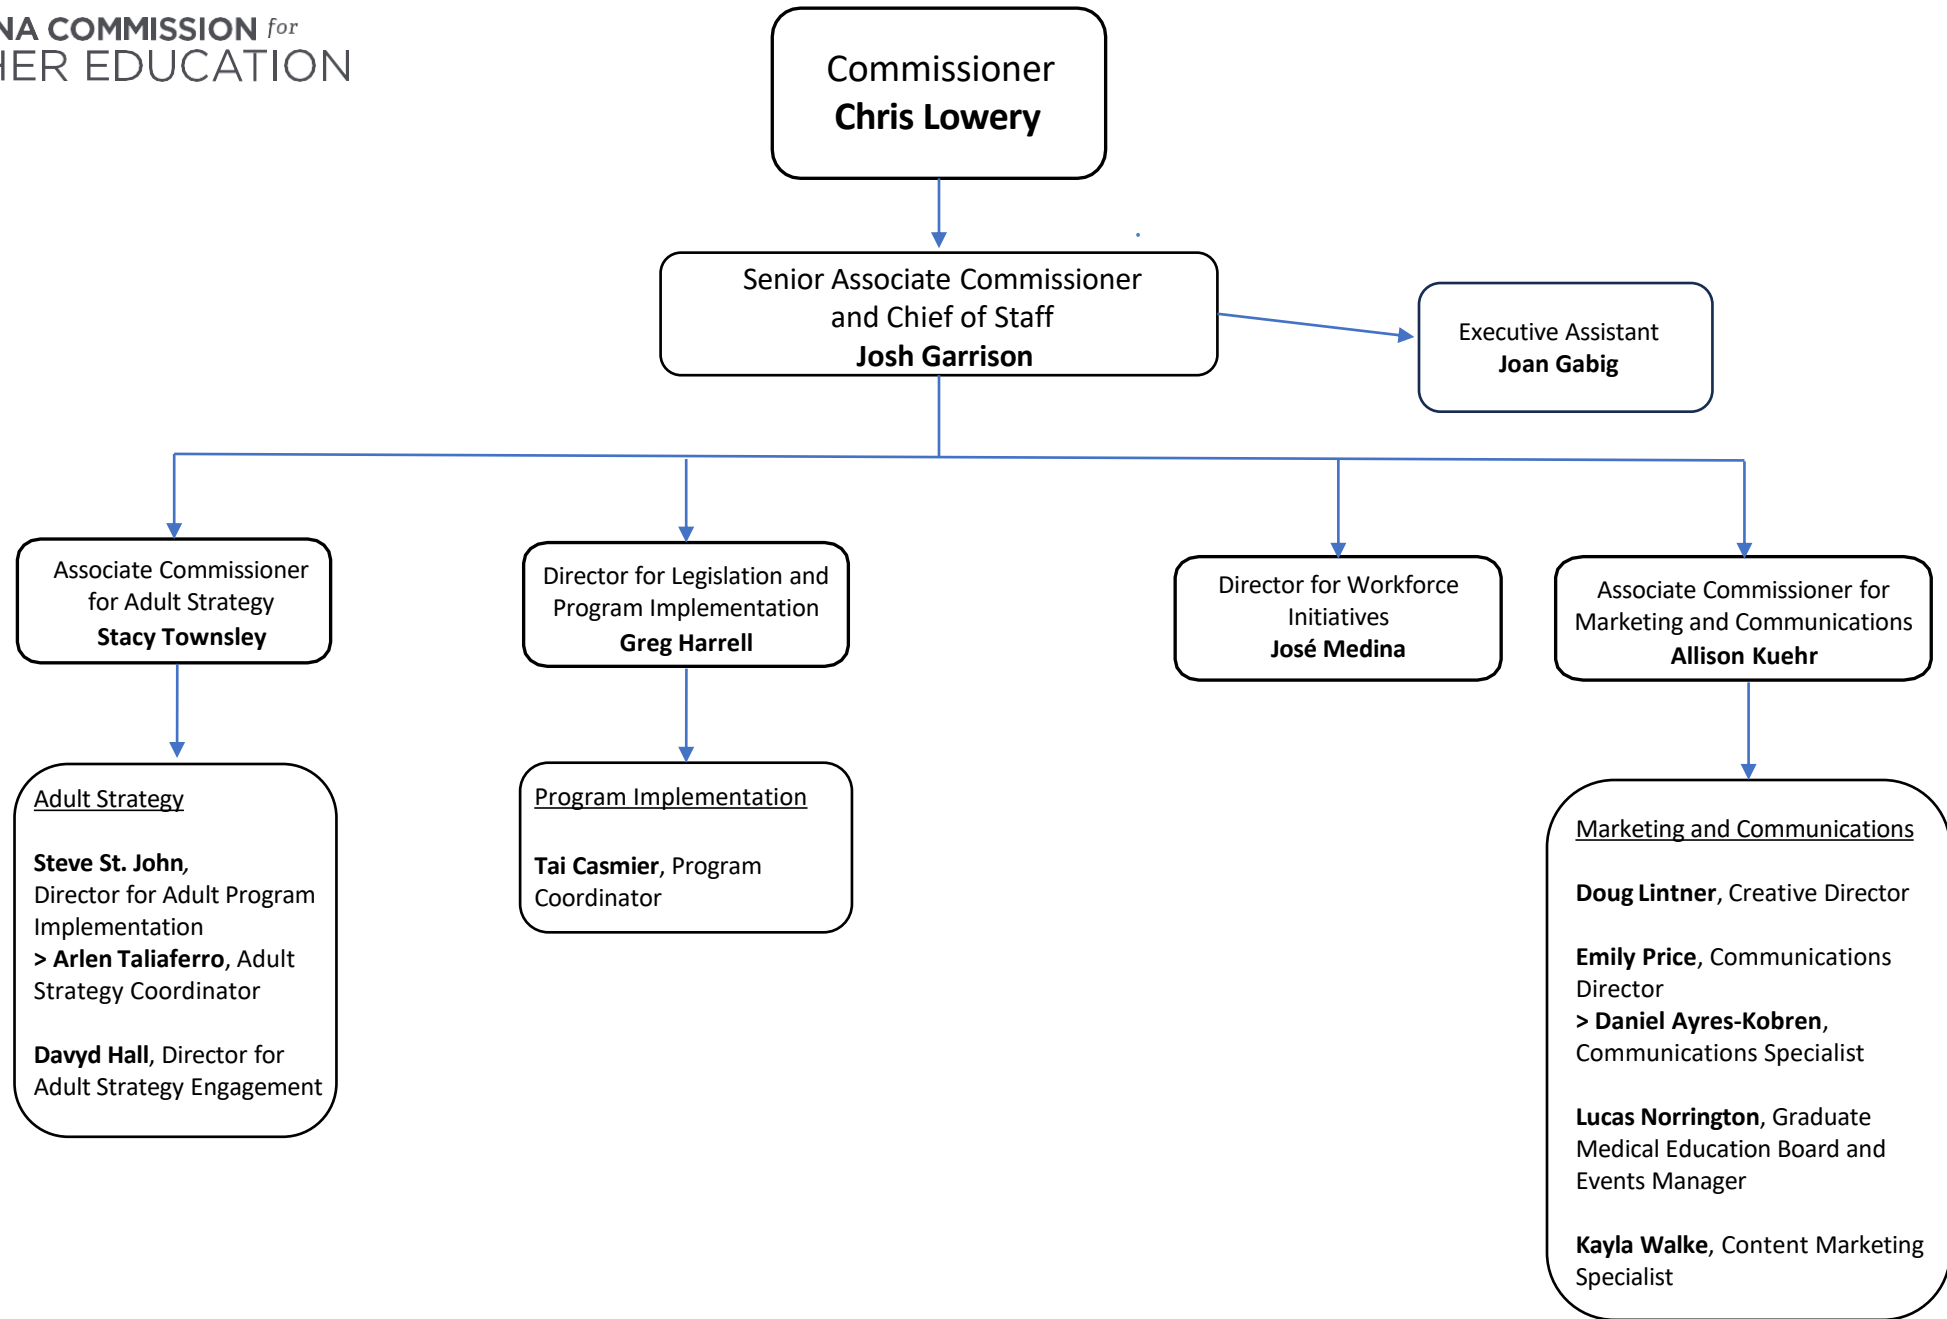 COMMISSION for
EDUCATION
Commissioner
Chris Lowery
Senior Associate Commissioner
and Chief of Staff
Josh Garrison
Executive Assistant
Joan Gabig
Associate Commissioner
for Adult Strategy
Stacy Townsley
Director for Legislation and
Program Implementation
Greg Harrell
Director for Workforce
Initiatives
José Medina
Associate Commissioner for
Marketing and Communications
Allison Kuehr
Adult Strategy
Steve St. John,
Director for Adult Program
Implementation
> Arlen Taliaferro, Adult
Strategy Coordinator
Davyd Hall, Director for
Adult Strategy Engagement
Program Implementation
Tai Casmier, Program
Coordinator
Marketing and Communications
Doug Lintner, Creative Director
Emily Price, Communications
Director
> Daniel Ayres-Kobren,
Communications Specialist
Lucas Norrington, Graduate
Medical Education Board and
Events Manager
Kayla Walke, Content Marketing
Specialist